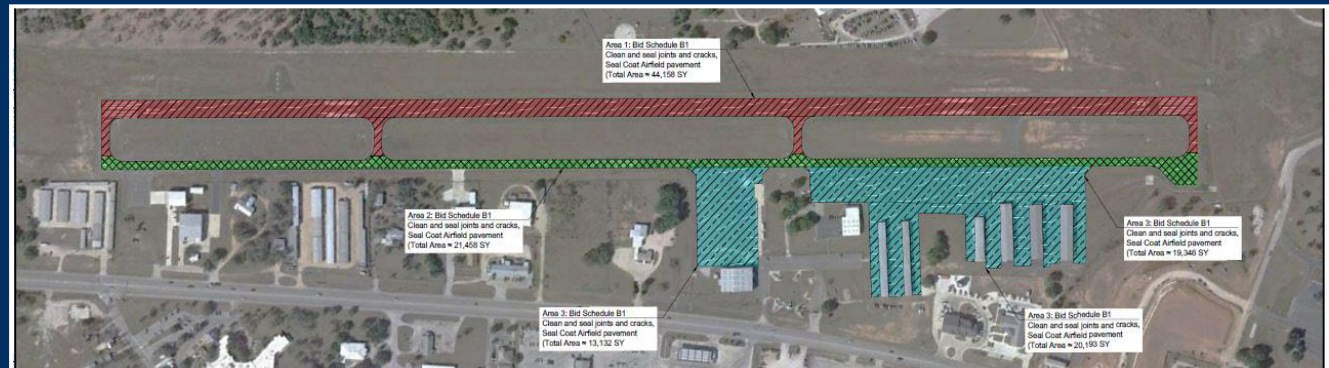 Area 1: Bid Schedule B1
Clean and seal joints and cracks,
Seal Coat Airfield pavement
(Total Area ≈ 44,158 SY
Area 2: Bid Schedule B1
Clean and seal joints and cracks,
Seal Coat Airfield pavement
(Total Area ≈ 21,458 SY
Area 3: Bid Schedule B1
Clean and seal joints and cracks,
Seal Coat Airfield pavement
(Total Area ≈ 19,346 SY
Area 3: Bid Schedule B1
Clean and seal joints and cracks,
Seal Coat Airfield pavement
(Total Area ≈ 13,132 SY
Area 3: Bid Schedule B1
Clean and seal joints and cracks,
Seal Coat Airfield pavement
(Total Area ≈ 20,193 SY